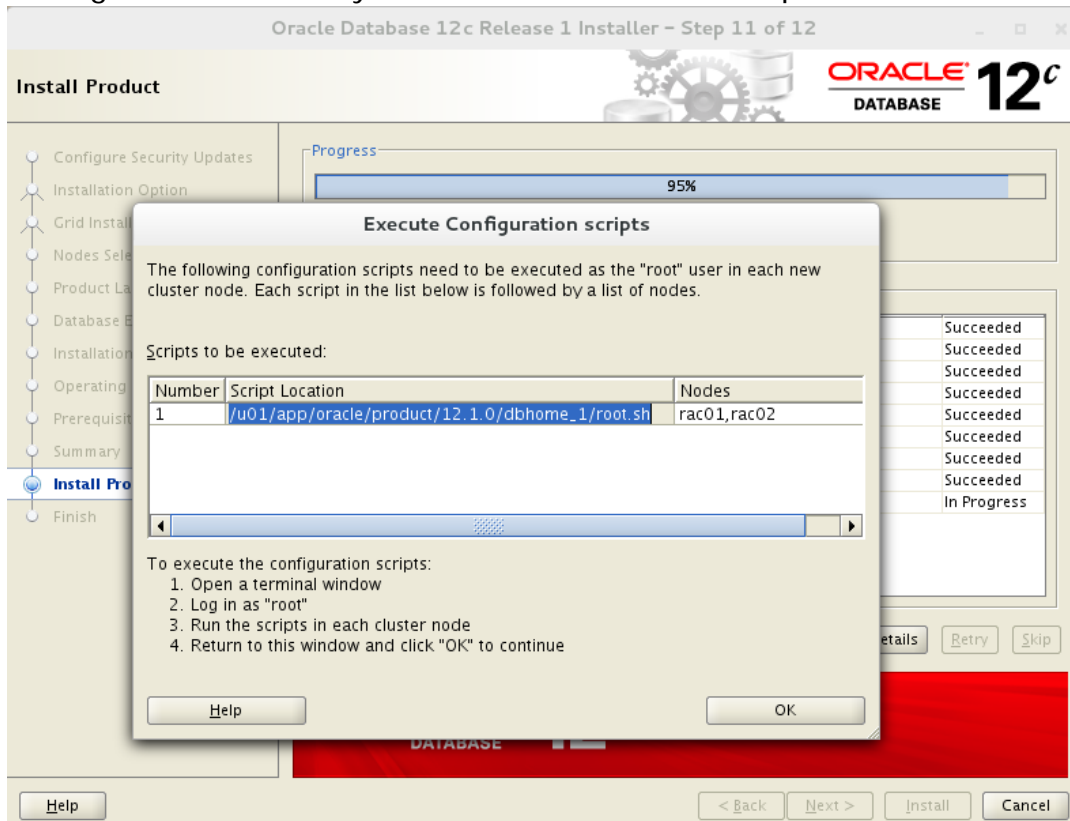 Oracle Database 12c Release 1 Installer – Step 11 of 12
Install Product
ORACLE
DATABASE
12c
Configure Security Updates
Installation Option
Grid Install
Nodes Sele
Product La
Database E
Installation
Operating
Prerequisit
Summary
Install Pro
Finish
Progress
95%
Execute Configuration scripts
The following configuration scripts need to be executed as the "root" user in each new
cluster node. Each script in the list below is followed by a list of nodes.
Scripts to be executed:
Number Script Location Nodes
1 /u01/app/oracle/product/12.1.0/dbhome_1/root.sh rac01,rac02
To execute the configuration scripts:
1. Open a terminal window
2. Log in as "root"
3. Run the scripts in each cluster node
4. Return to this window and click "OK" to continue
Help OK
Succeeded
Succeeded
Succeeded
Succeeded
Succeeded
Succeeded
Succeeded
Succeeded
In Progress
etails Retry Skip
DATABASE
Help < Back Next > Install Cancel